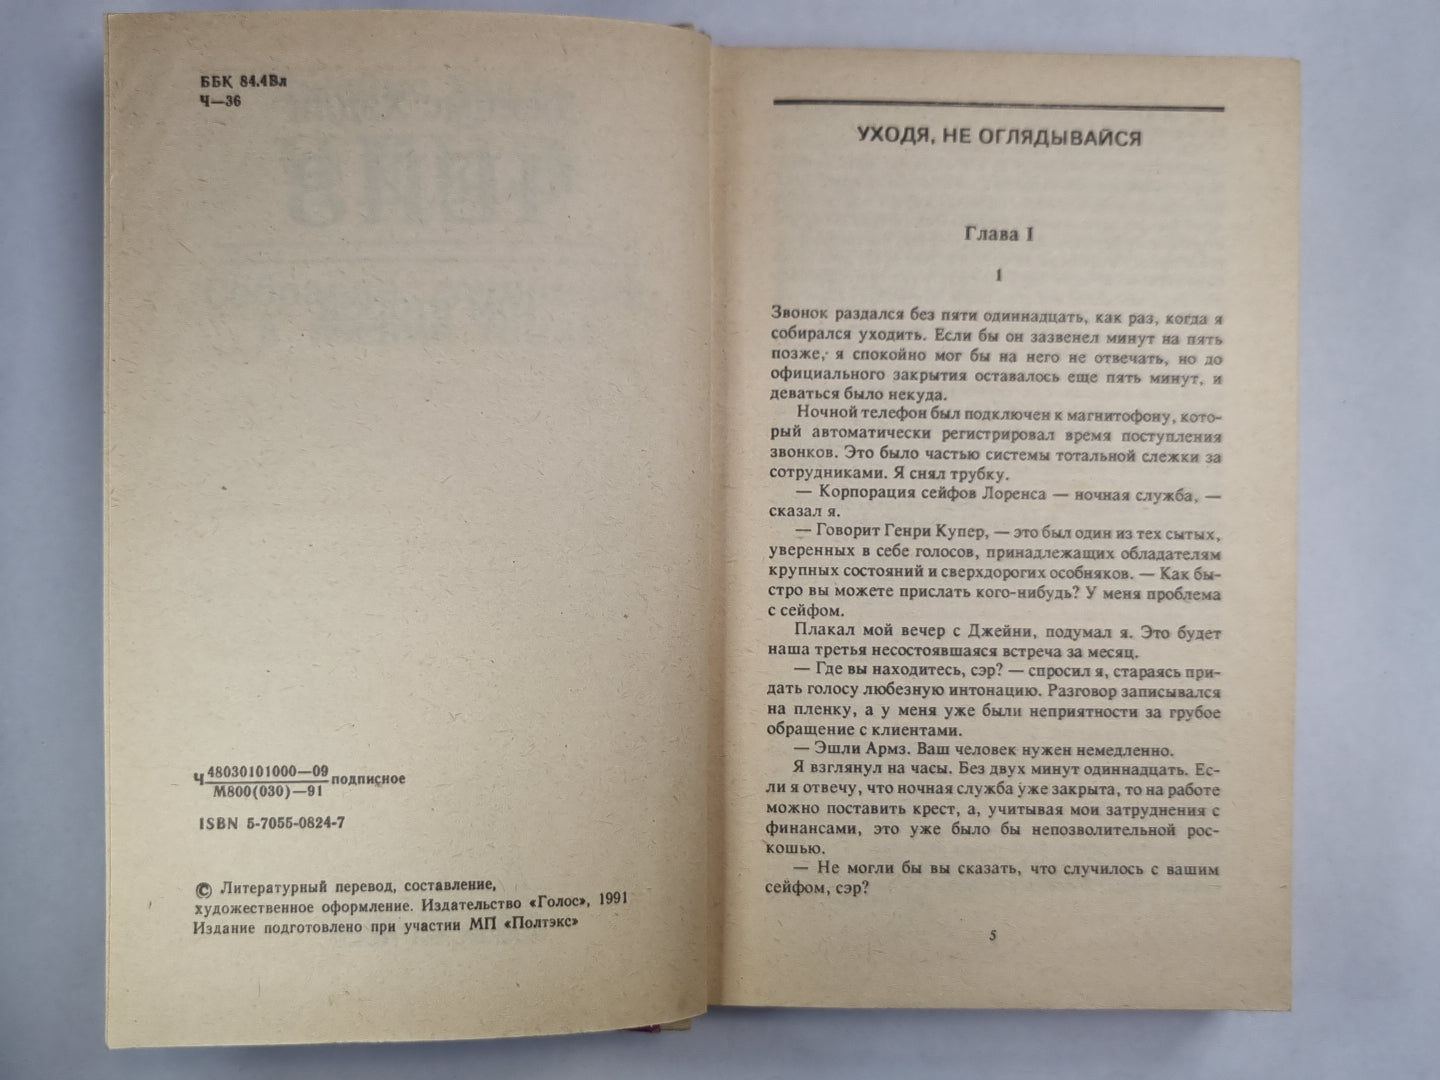 ББК 84.4Вл
Ч—36
Ч 48030101000—09 подписное
М800(030)—91
ISBN 5-7055-0824-7
© Литературный перевод, составление,
художественное оформление. Издательство «Голос», 1991
Издание подготовлено при участии МП «Полтэкс»
УХОДЯ, НЕ ОГЛЯДЫВАЙСЯ
Глава I
1
Звонок раздался без пяти одиннадцать, как раз, когда я
собирался уходить. Если бы он зазвенел минут на пять
позже, я спокойно мог бы на него не отвечать, но до
официального закрытия оставалось еще пять минут, и
деваться было некуда.
Ночной телефон был подключен к магнитофону, кото-
рый автоматически регистрировал время поступления
звонков. Это было частью системы тотальной слежки за
сотрудниками. Я снял трубку.
— Корпорация сейфов Лоренса — ночная служба, —
сказал я.
— Говорит Генри Купер, — это был один из тех сытых,
уверенных в себе голосов, принадлежащих обладателям
крупных состояний и сверхдорогих особняков. — Как бы-
стро вы можете прислать кого-нибудь? У меня проблема
с сейфом.
Плакал мой вечер с Джейни, подумал я. Это будет
наша третья несостоявшаяся встреча за месяц.
— Где вы находитесь, сэр? — спросил я, стараясь при-
дать голосу любезную интонацию. Разговор записывался
на пленку, а у меня уже были неприятности за грубое
обращение с клиентами.
— Эшли Армз. Ваш человек нужен немедленно.
Я взглянул на часы. Без двух минут одиннадцать. Ес-
ли я отвечу, что ночная служба уже закрыта, то на работе
можно поставить крест, а, учитывая мои затруднения с
финансами, это уже было бы непозволительной рос-
кошью.
— Не могли бы вы сказать, что случилось с вашим
сейфом, сэр?
5